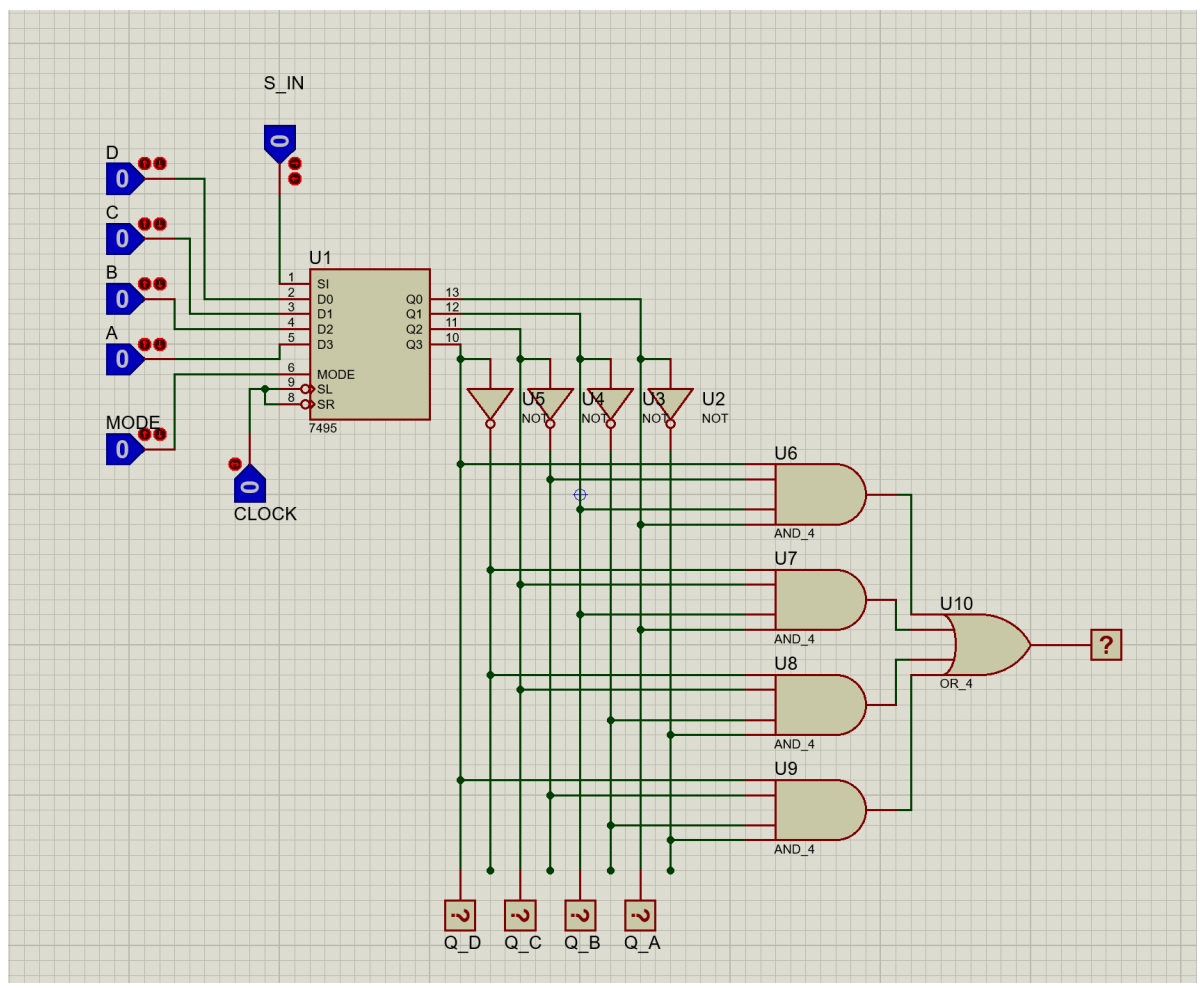 S_IN
0
D
0
C
0
B
0
A
0
MODE
0
0
CLOCK
U1
1 SI
2 D0
3 D1
4 D2
5 D3
6 MODE
9 SL
8 SR
Q0 13
Q1 12
Q2 11
Q3 10
7495
U5
NOT
U4
NOT
U3
NOT
U2
NOT
U6
AND_4
U7
AND_4
U8
AND_4
U9
AND_4
U10
OR_4
?
? ? ? ?
Q_D Q_C Q_B Q_A